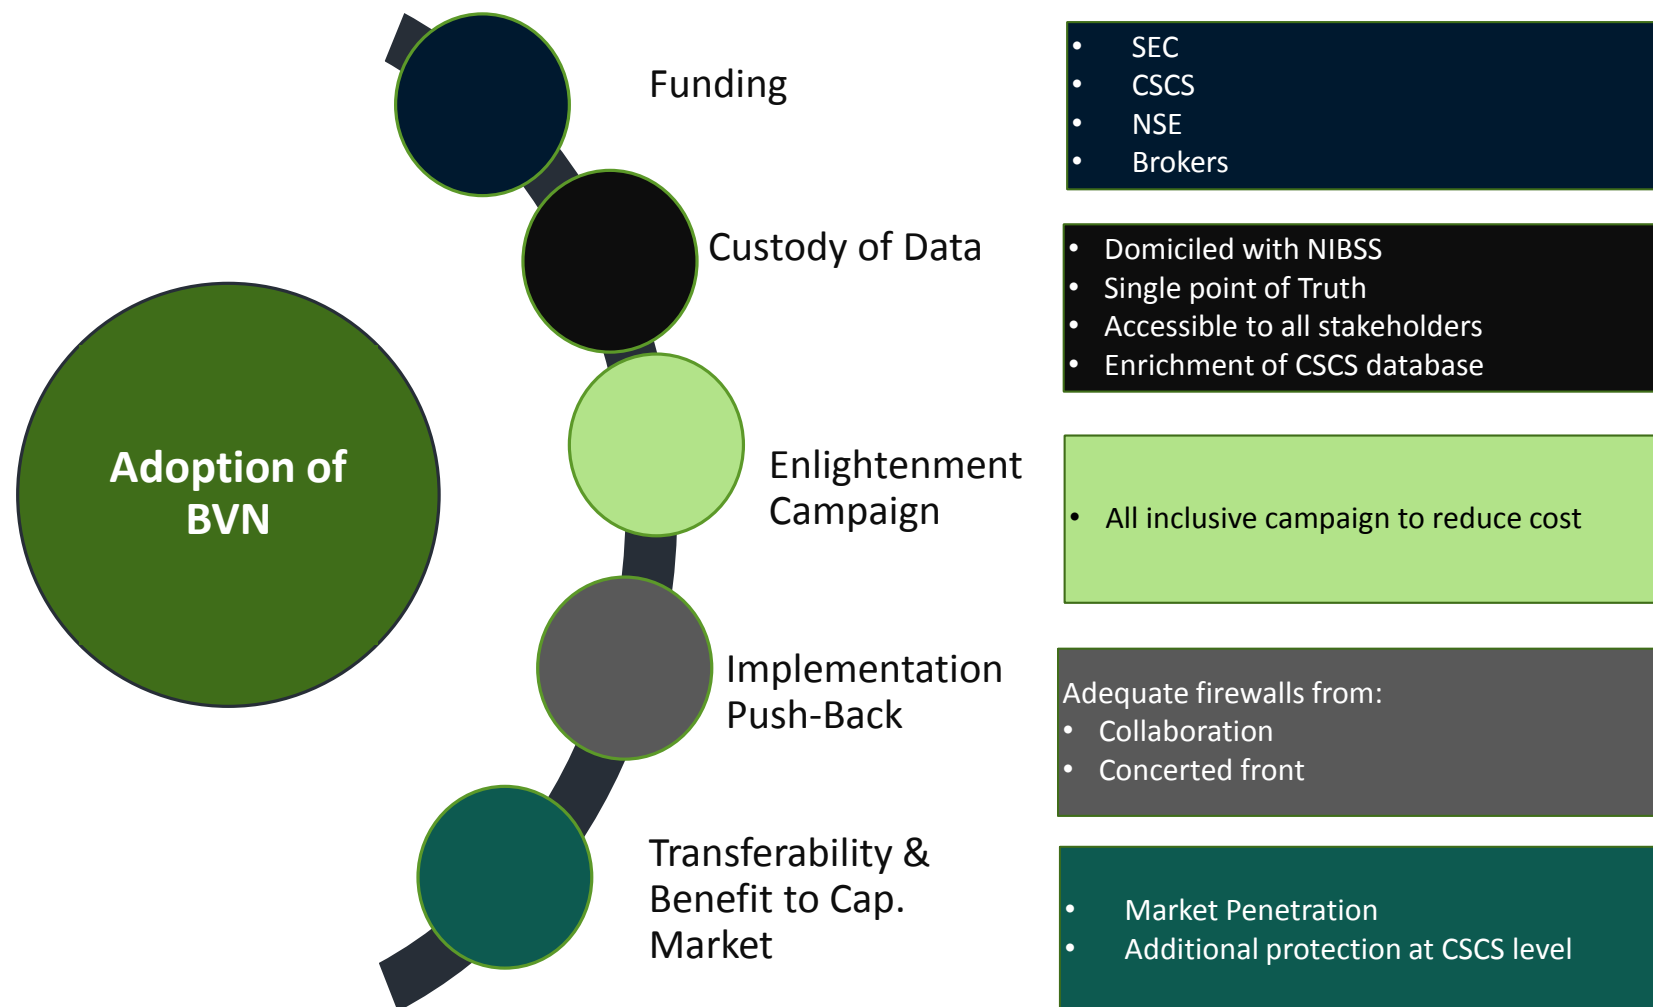 Adoption of
BVN
Funding
• SEC
• CSCS
• NSE
• Brokers
Custody of Data
• Domiciled with NIBSS
• Single point of Truth
• Accessible to all stakeholders
• Enrichment of CSCS database
Enlightenment
Campaign
• All inclusive campaign to reduce cost
Implementation
Push-Back
Adequate firewalls from:
• Collaboration
• Concerted front
Transferability &
Benefit to Cap.
Market
• Market Penetration
• Additional protection at CSCS level